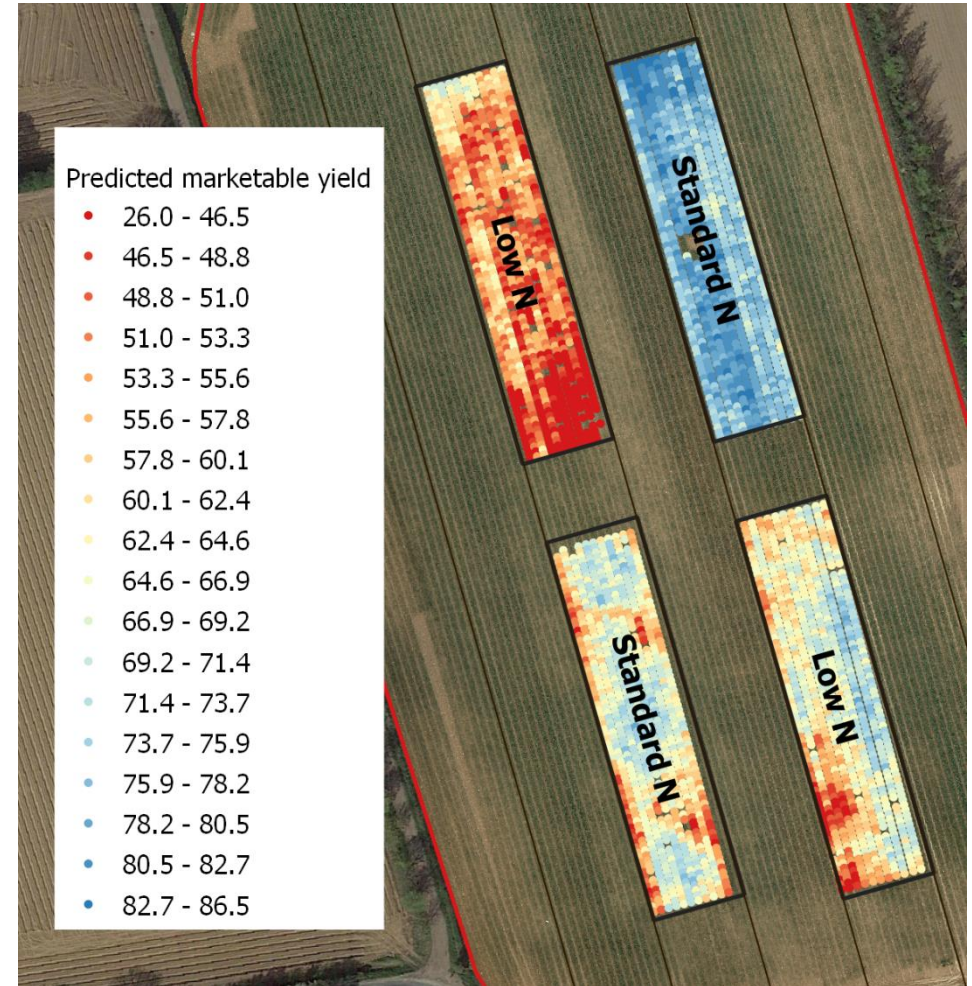 Predicted marketable yield
26.0 - 46.5
46.5 - 48.8
48.8 - 51.0
51.0 - 53.3
53.3 - 55.6
55.6 - 57.8
57.8 - 60.1
60.1 - 62.4
62.4 - 64.6
64.6 - 66.9
66.9 - 69.2
69.2 - 71.4
71.4 - 73.7
73.7 - 75.9
75.9 - 78.2
78.2 - 80.5
80.5 - 82.7
82.7 - 86.5
Low N
Standard N
Standard N
Low N